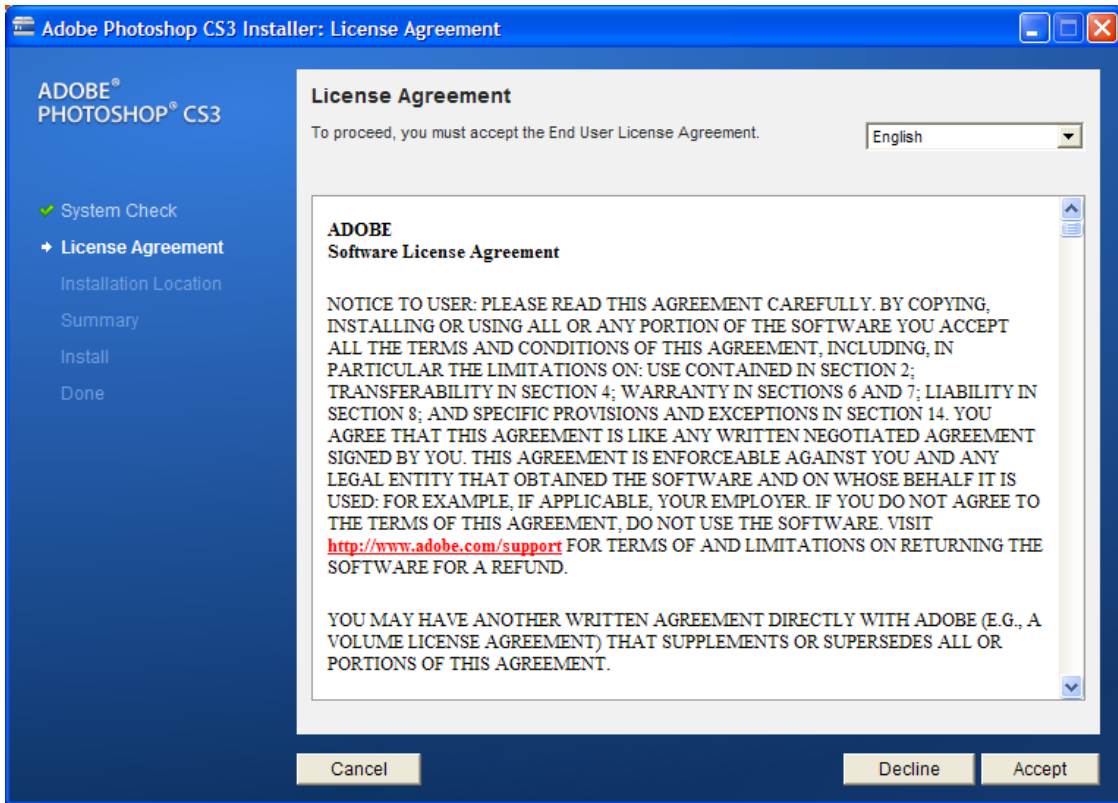 Adobe Photoshop CS3 Installer: License Agreement
ADOBE®
PHOTOSHOP® CS3
System Check
License Agreement
Installation Location
Summary
Install
Done
License Agreement
To proceed, you must accept the End User License Agreement.
English
ADOBE
Software License Agreement
NOTICE TO USER: PLEASE READ THIS AGREEMENT CAREFULLY. BY COPYING,
INSTALLING OR USING ALL OR ANY PORTION OF THE SOFTWARE YOU ACCEPT
ALL THE TERMS AND CONDITIONS OF THIS AGREEMENT, INCLUDING, IN
PARTICULAR THE LIMITATIONS ON: USE CONTAINED IN SECTION 2;
TRANSFERABILITY IN SECTION 4; WARRANTY IN SECTIONS 6 AND 7; LIABILITY IN
SECTION 8; AND SPECIFIC PROVISIONS AND EXCEPTIONS IN SECTION 14. YOU
AGREE THAT THIS AGREEMENT IS LIKE ANY WRITTEN NEGOTIATED AGREEMENT
SIGNED BY YOU. THIS AGREEMENT IS ENFORCEABLE AGAINST YOU AND ANY
LEGAL ENTITY THAT OBTAINED THE SOFTWARE AND ON WHOSE BEHALF IT IS
USED: FOR EXAMPLE, IF APPLICABLE, YOUR EMPLOYER. IF YOU DO NOT AGREE TO
THE TERMS OF THIS AGREEMENT, DO NOT USE THE SOFTWARE. VISIT
http://www.adobe.com/support FOR TERMS OF AND LIMITATIONS ON RETURNING THE
SOFTWARE FOR A REFUND.
YOU MAY HAVE ANOTHER WRITTEN AGREEMENT DIRECTLY WITH ADOBE (E.G., A
VOLUME LICENSE AGREEMENT) THAT SUPPLEMENTS OR SUPERSEDES ALL OR
PORTIONS OF THIS AGREEMENT.
Cancel
Decline
Accept